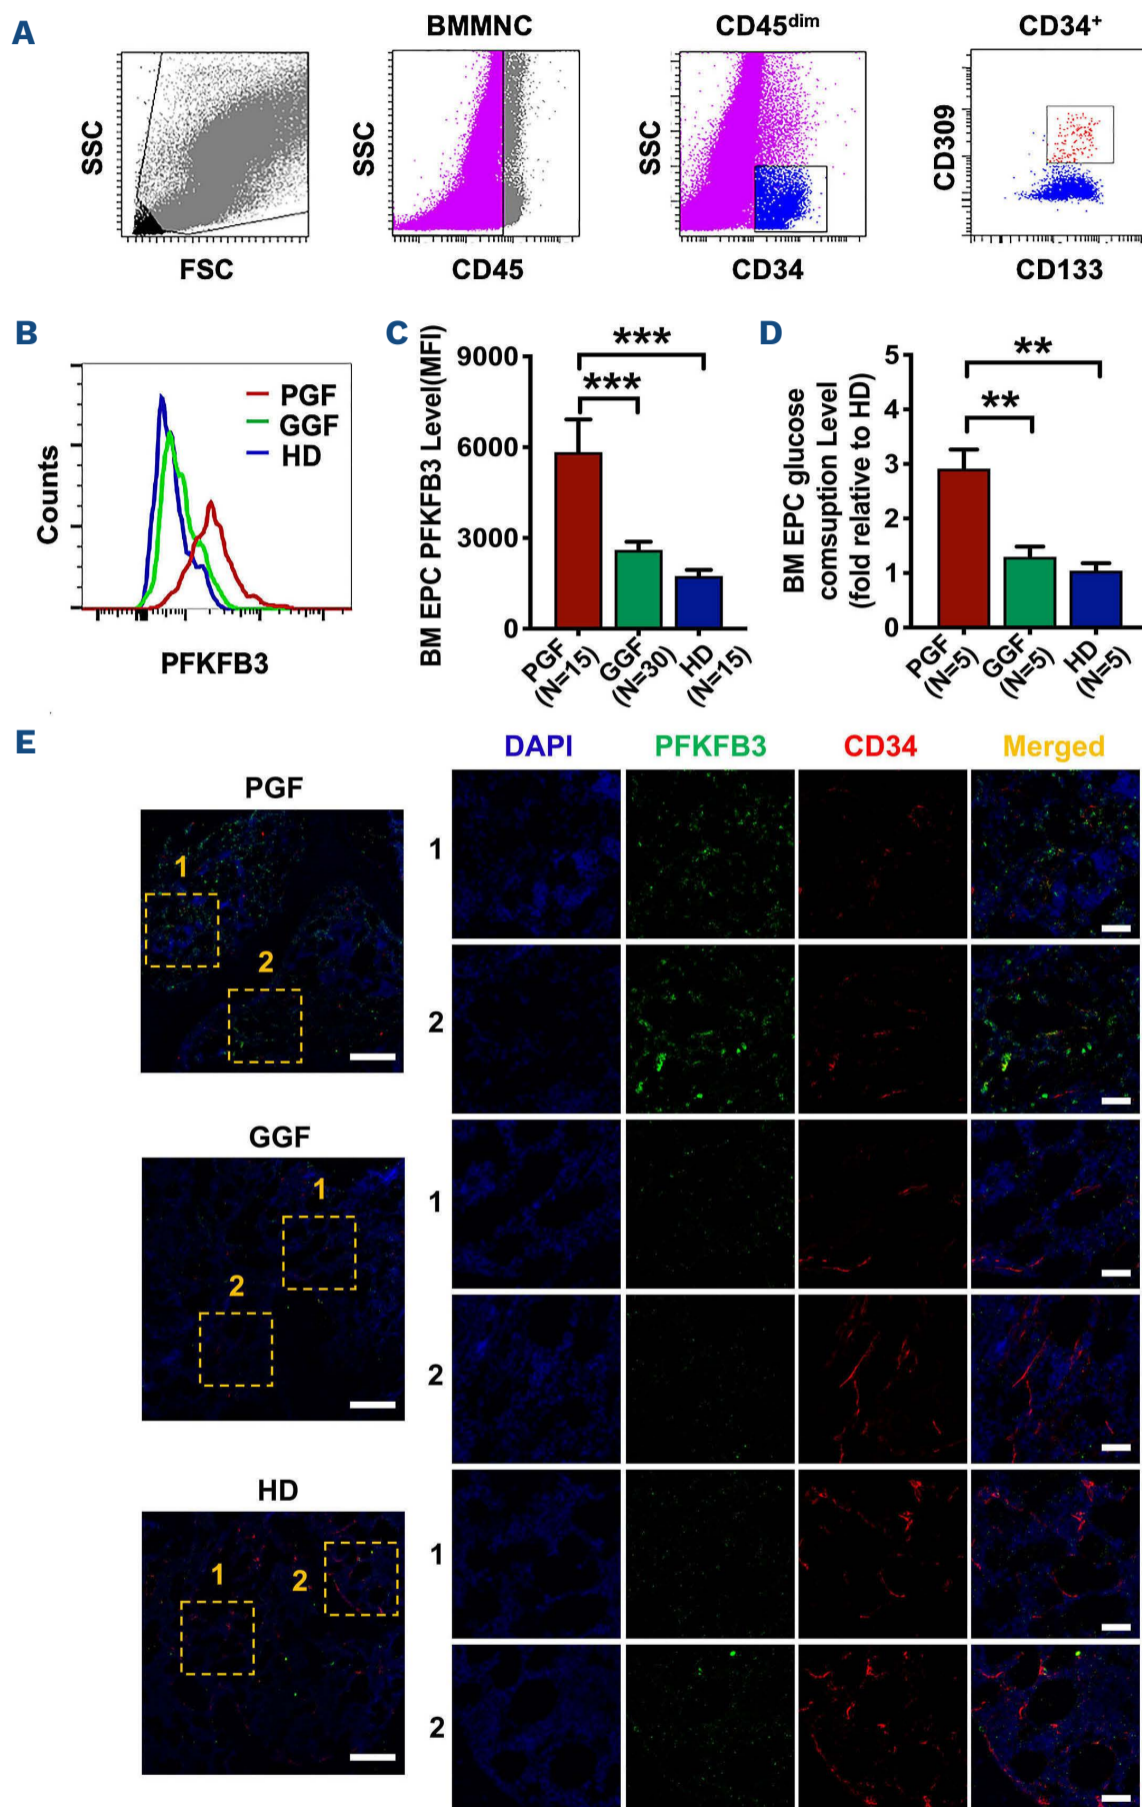 A
BMMNC
CD45dim
CD34+
SSC
SSC
SSC
CD309
FSC
CD45
CD34
CD133
B
Counts
PGF
GGF
HD
PFKFB3
C
BM EPC PFKFB3 Level(MFI)
9000
6000
3000
0
***
***
PGF
(N=15)
GGF
(N=30)
HD
(N=15)
D
BM EPC glucose
comsuption Level
(fold relative to HD)
5
4
3
2
1
0
**
**
PGF
(N=5)
GGF
(N=5)
HD
(N=5)
E
DAPI
PFKFB3
CD34
Merged
PGF
1
2
1
2
GGF
1
2
1
2
HD
1
2
1
2